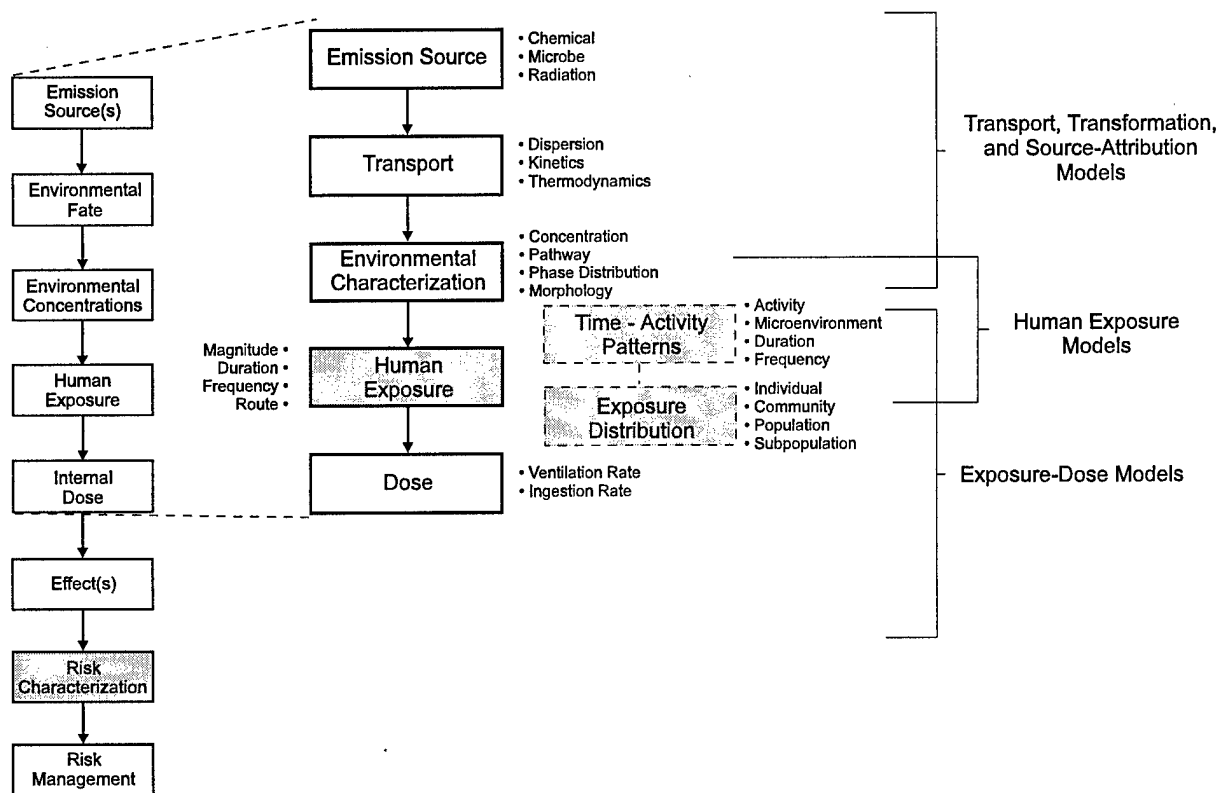 Emission
Source(s)
Environmental
Fate
Environmental
Concentrations
Human
Exposure
Internal
Dose
Effect(s)
Risk
Characterization
Risk
Management
Emission Source
• Chemical
• Microbe
• Radiation
Transport
• Dispersion
• Kinetics
• Thermodynamics
Environmental
Characterization
• Concentration
• Pathway
• Phase Distribution
• Morphology
Time - Activity
Patterns
• Activity
• Microenvironment
• Duration
• Frequency
Magnitude •
Duration •
Frequency •
Route •
Human
Exposure
Exposure
Distribution
• Individual
• Community
• Population
• Subpopulation
Dose
• Ventilation Rate
• Ingestion Rate
Transport, Transformation,
and Source-Attribution
Models
Human Exposure
Models
Exposure-Dose Models